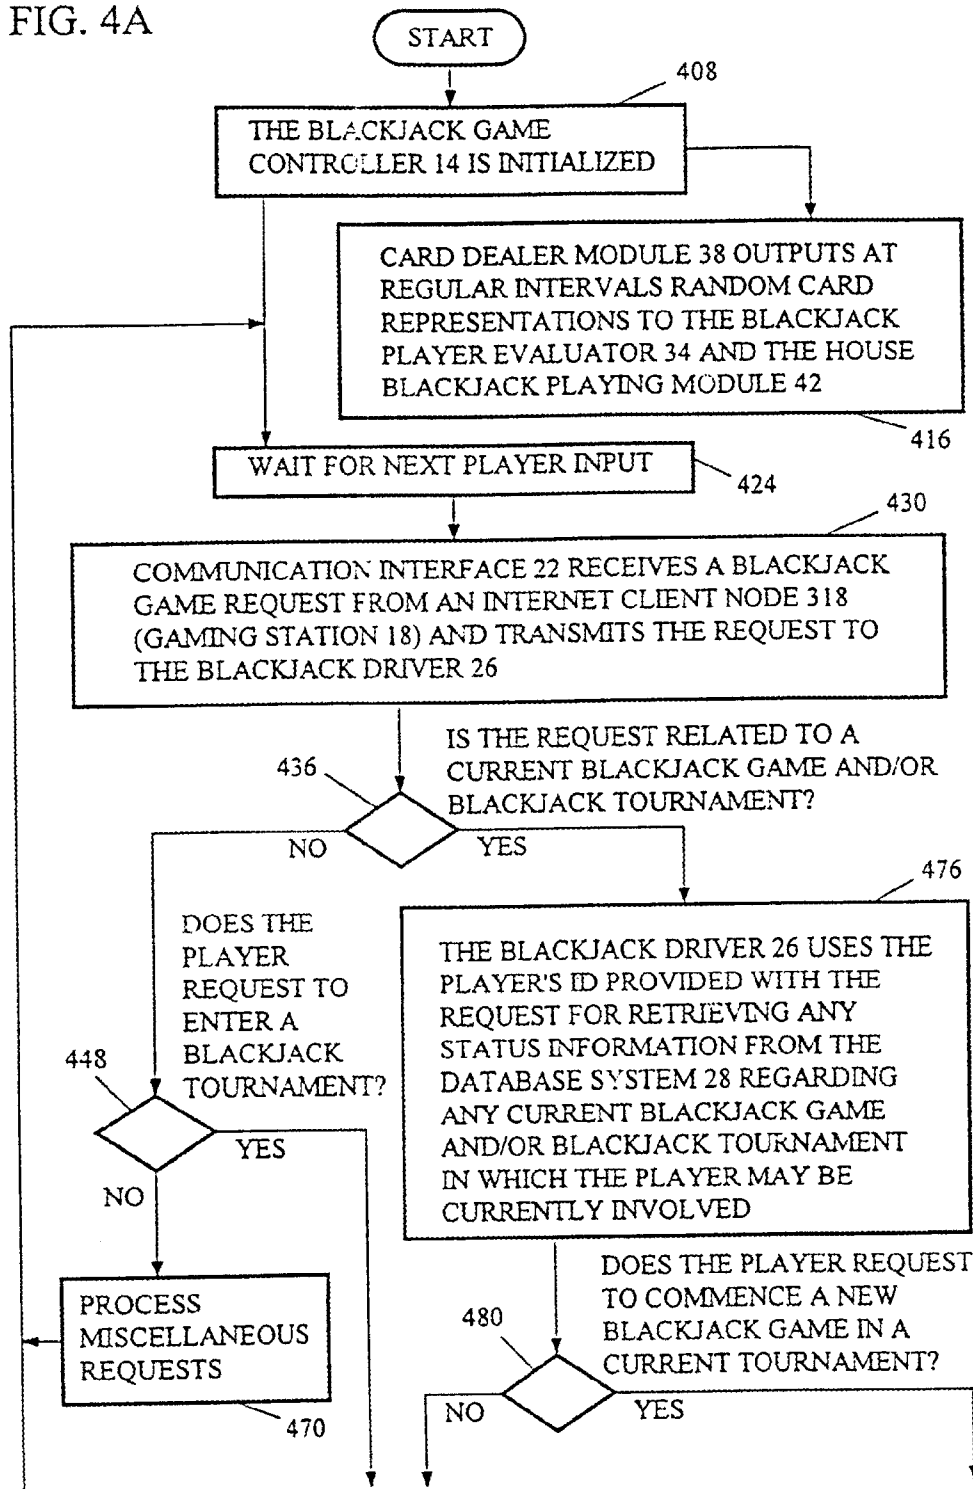 FIG. 4A
START
408
THE BLACKJACK GAME
CONTROLLER 14 IS INITIALIZED
CARD DEALER MODULE 38 OUTPUTS AT
REGULAR INTERVALS RANDOM CARD
REPRESENTATIONS TO THE BLACKJACK
PLAYER EVALUATOR 34 AND THE HOUSE
BLACKJACK PLAYING MODULE 42
416
WAIT FOR NEXT PLAYER INPUT
424
430
COMMUNICATION INTERFACE 22 RECEIVES A BLACKJACK
GAME REQUEST FROM AN INTERNET CLIENT NODE 318
(GAMING STATION 18) AND TRANSMITS THE REQUEST TO
THE BLACKJACK DRIVER 26
IS THE REQUEST RELATED TO A
CURRENT BLACKJACK GAME AND/OR
BLACKJACK TOURNAMENT?
436
NO
YES
476
DOES THE
PLAYER
REQUEST TO
ENTER A
BLACKJACK
TOURNAMENT?
448
YES
NO
THE BLACKJACK DRIVER 26 USES THE
PLAYER'S ID PROVIDED WITH THE
REQUEST FOR RETRIEVING ANY
STATUS INFORMATION FROM THE
DATABASE SYSTEM 28 REGARDING
ANY CURRENT BLACKJACK GAME
AND/OR BLACKJACK TOURNAMENT
IN WHICH THE PLAYER MAY BE
CURRENTLY INVOLVED
PROCESS
MISCELLANEOUS
REQUESTS
470
DOES THE PLAYER REQUEST
TO COMMENCE A NEW
BLACKJACK GAME IN A
CURRENT TOURNAMENT?
480
NO
YES